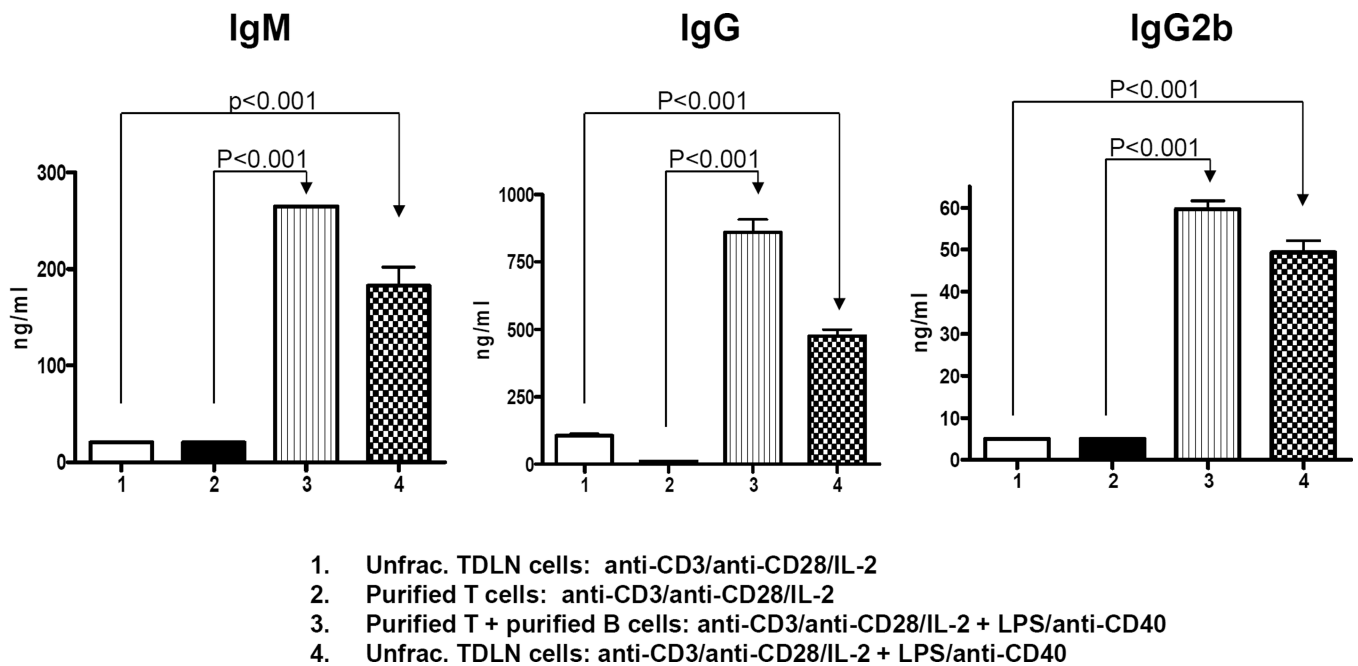 IgM
IgG
IgG2b
p<0.001
P<0.001
P<0.001
P<0.001
P<0.001
P<0.001
ng/ml
300
200
100
0
1 2 3 4
ng/ml
1000
750
500
250
0
1 2 3 4
ng/ml
60
50
40
30
20
10
0
1 2 3 4
1. Unfrac. TDLN cells: anti-CD3/anti-CD28/IL-2
2. Purified T cells: anti-CD3/anti-CD28/IL-2
3. Purified T + purified B cells: anti-CD3/anti-CD28/IL-2 + LPS/anti-CD40
4. Unfrac. TDLN cells: anti-CD3/anti-CD28/IL-2 + LPS/anti-CD40